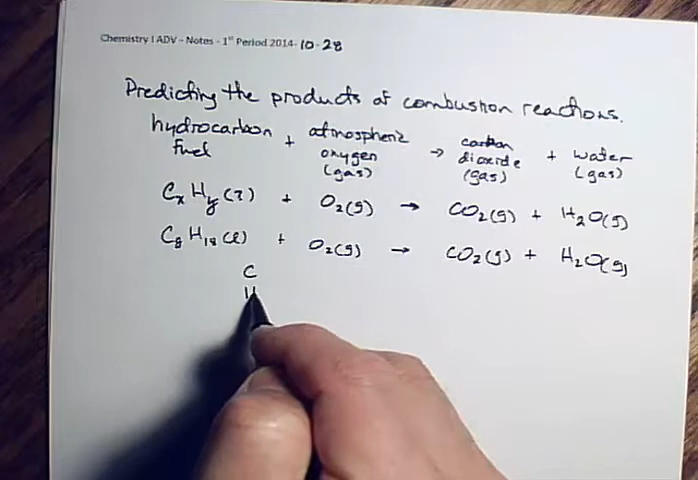 Chemistry I ADV – Notes - 1st Period 2014-10-28
Predicting the products of combustion reactions.
hydrocarbon fuel + atmospheric oxygen (gas) → carbon dioxide (gas) + water (gas)
CxHy(?) + O2(g) → CO2(g) + H2O(g)
C8H18(l) + O2(g) → CO2(g) + H2O(g)
C
H